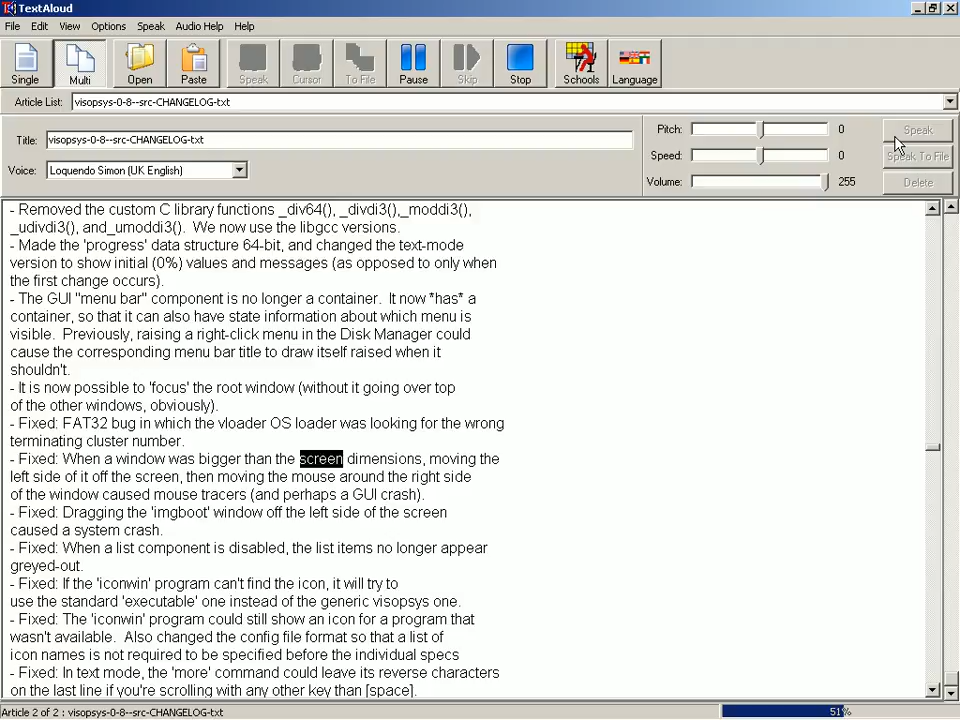 TextAloud
File Edit View Options Speak Audio Help Help
Single Multi Open Paste Speak Cursor To File Pause Skip Stop Schools Language
Article List: visopsys-0-8--src-CHANGELOG-txt
Title: visopsys-0-8--src-CHANGELOG-txt
Voice: Loquendo Simon (UK English)
Pitch: 0 Speak
Speed: 0 Speak To File
Volume: 255 Delete
- Removed the custom C library functions _div64(), _divdi3(),_moddi3(),
_udivdi3(), and_umoddi3().  We now use the libgcc versions.
- Made the 'progress' data structure 64-bit, and changed the text-mode
version to show initial (0%) values and messages (as opposed to only when
the first change occurs).
- The GUI "menu bar" component is no longer a container.  It now *has* a
container, so that it can also have state information about which menu is
visible.  Previously, raising a right-click menu in the Disk Manager could
cause the corresponding menu bar title to draw itself raised when it
shouldn't.
- It is now possible to 'focus' the root window (without it going over top
of the other windows, obviously).
- Fixed: FAT32 bug in which the vloader OS loader was looking for the wrong
terminating cluster number.
- Fixed: When a window was bigger than the screen dimensions, moving the
left side of it off the screen, then moving the mouse around the right side
of the window caused mouse tracers (and perhaps a GUI crash).
- Fixed: Dragging the 'imgboot' window off the left side of the screen
caused a system crash.
- Fixed: When a list component is disabled, the list items no longer appear
greyed-out.
- Fixed: If the 'iconwin' program can't find the icon, it will try to
use the standard 'executable' one instead of the generic visopsys one.
- Fixed: The 'iconwin' program could still show an icon for a program that
wasn't available.  Also changed the config file format so that a list of
icon names is not required to be specified before the individual specs
- Fixed: In text mode, the 'more' command could leave its reverse characters
on the last line if you're scrolling with any other key than [space].
Article 2 of 2 : visopsys-0-8--src-CHANGELOG-txt 51%